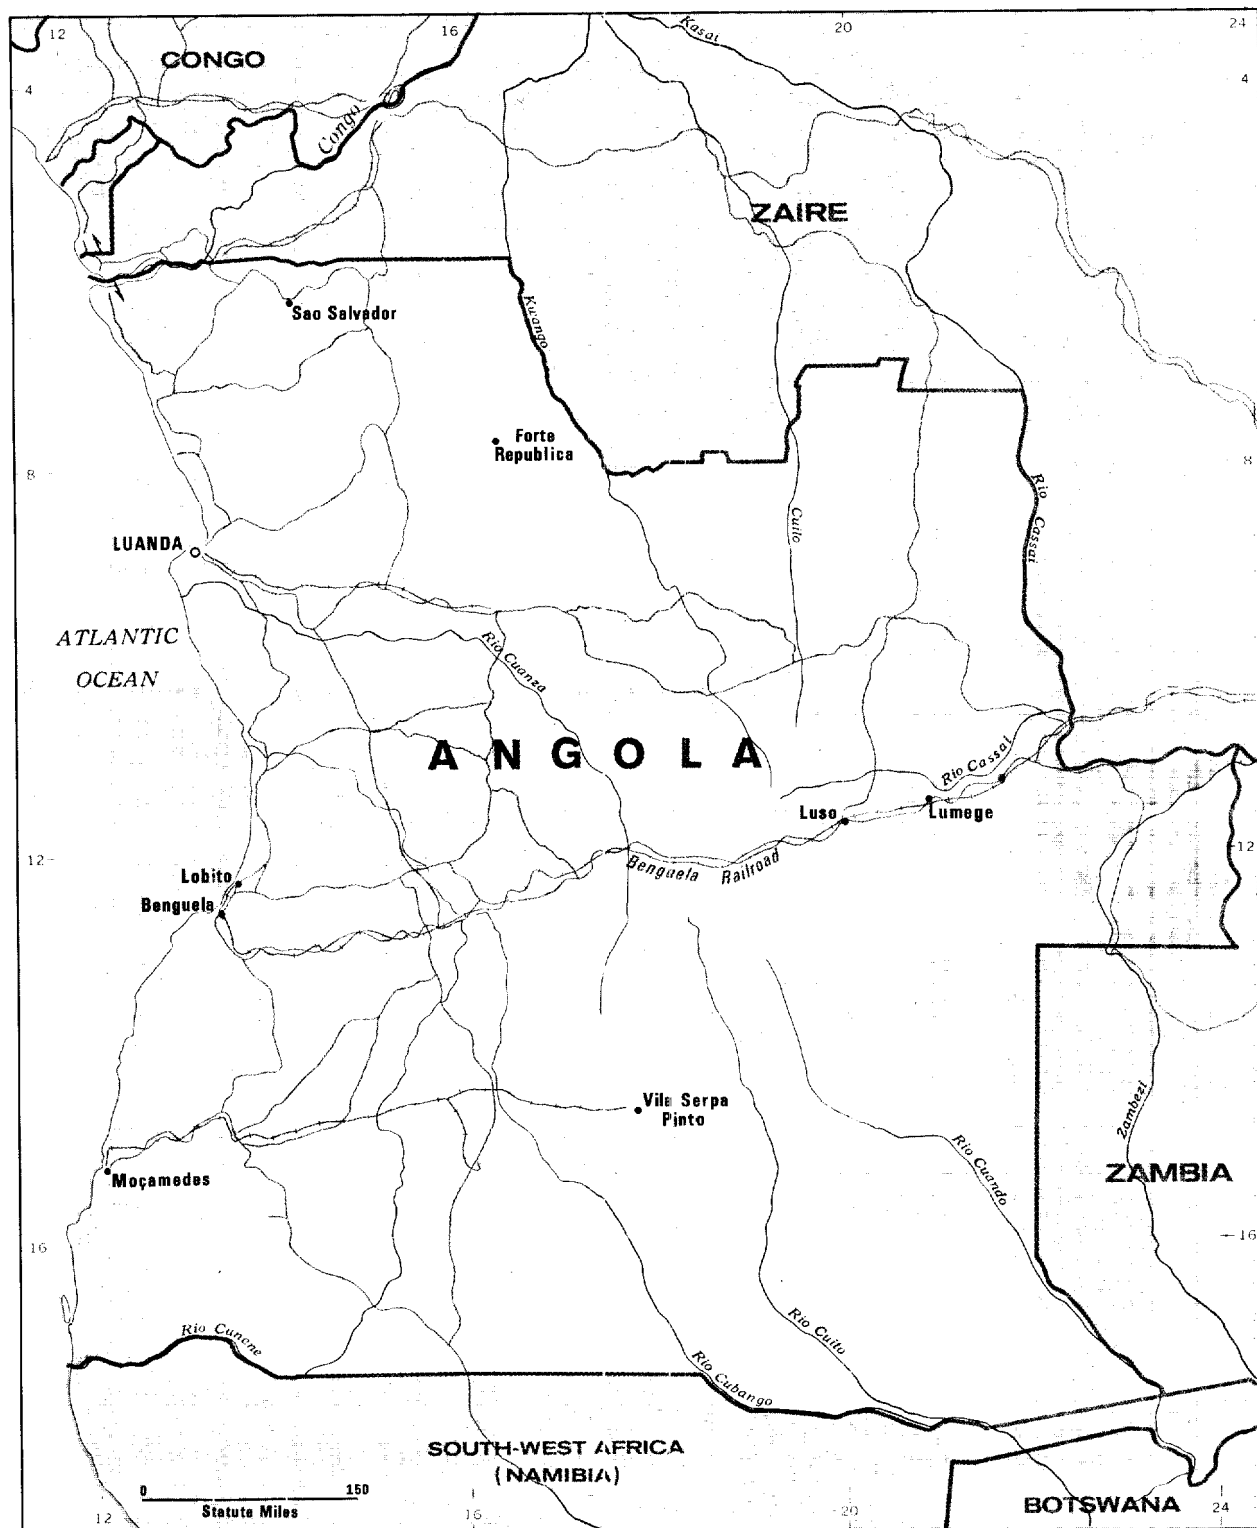 12
16
20
24
CONGO
Kasai
4
4
Congo
ZAIRE
Sao Salvador
Kwango
Forte
Republica
8
8
Rio
Cassai
Cuilo
LUANDA
ATLANTIC
OCEAN
Rio Cuanza
ANGOLA
Rio Cassai
Luso
Lumege
12
12
Benguela Railroad
Lobito
Benguela
Vila Serpa
Pinto
Zambezi
Rio Cuando
ZAMBIA
Moçamedes
16
16
Rio Cunene
Rio Cuito
Rio Cubango
SOUTH-WEST AFRICA
(NAMIBIA)
0 150
Statute Miles
BOTSWANA
12
16
20
24